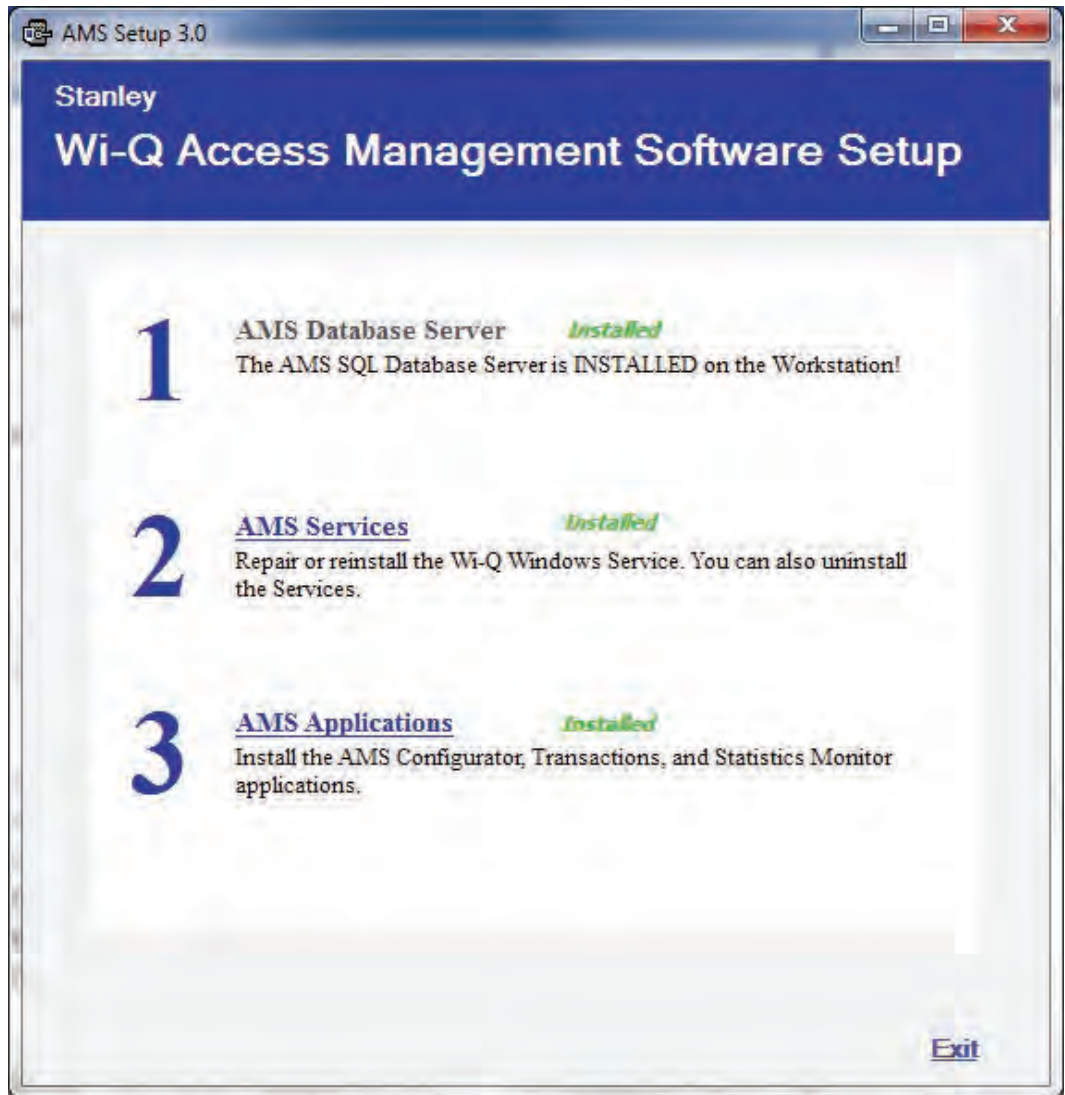 AMS Setup 3.0
Stanley
Wi-Q Access Management Software Setup
1
AMS Database Server Installed
The AMS SQL Database Server is INSTALLED on the Workstation!
2
AMS Services Installed
Repair or reinstall the Wi-Q Windows Service. You can also uninstall
the Services.
3
AMS Applications Installed
Install the AMS Configurator, Transactions, and Statistics Monitor
applications.
Exit